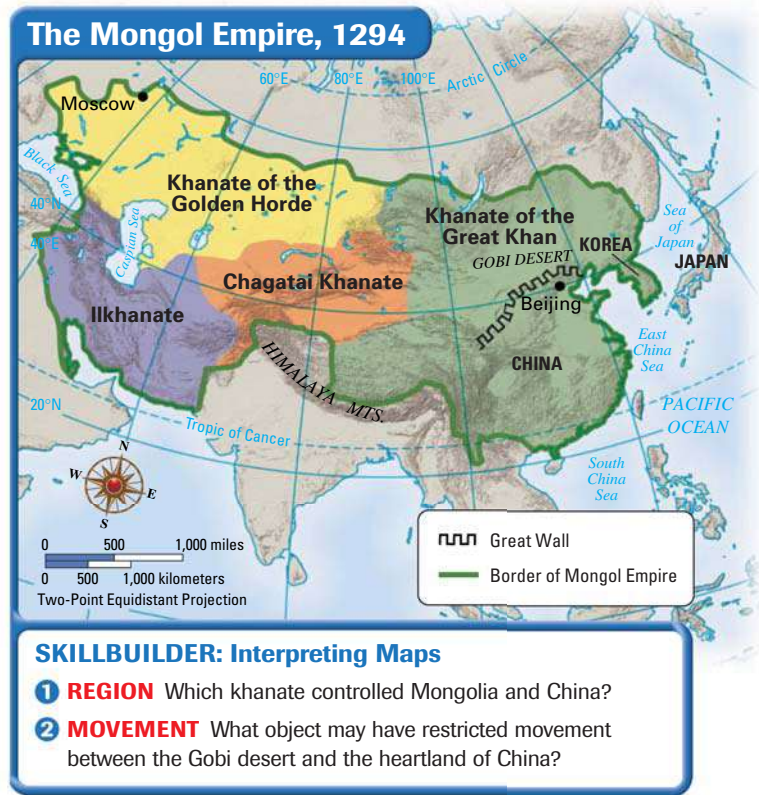 The Mongol Empire, 1294
60°E
80°E
100°E
Arctic Circle
Moscow
Black Sea
40°N
40°E
Caspian Sea
Khanate of the
Golden Horde
Khanate of the
Great Khan
GOBI DESERT
KOREA
Sea
of
Japan
JAPAN
Chagatai Khanate
Ilkhanate
Beijing
CHINA
East
China
Sea
HIMALAYA MTS.
20°N
Tropic of Cancer
PACIFIC
OCEAN
South
China
Sea
N
W
E
S
0 500 1,000 miles
0 500 1,000 kilometers
Two-Point Equidistant Projection
Great Wall
Border of Mongol Empire
SKILLBUILDER: Interpreting Maps
1 REGION Which khanate controlled Mongolia and China?
2 MOVEMENT What object may have restricted movement
between the Gobi desert and the heartland of China?